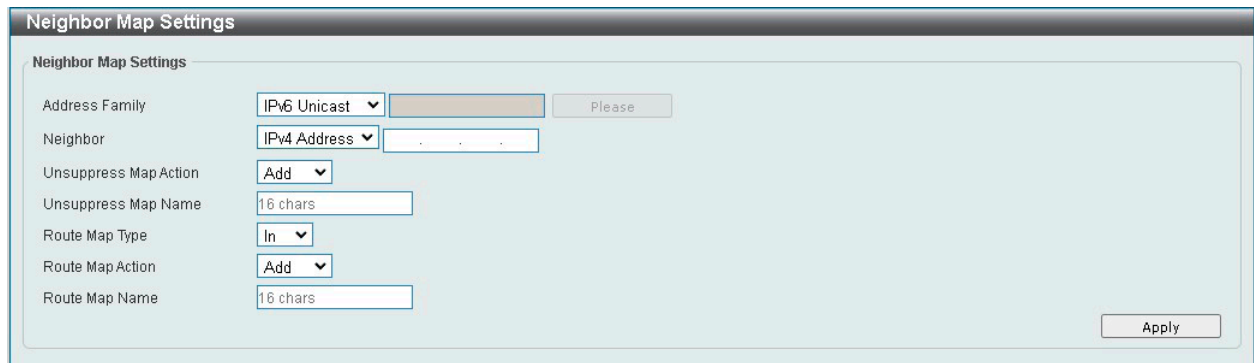 Neighbor Map Settings
Neighbor Map Settings
Address Family IPv6 Unicast Please
Neighbor IPv4 Address . . .
Unsuppress Map Action Add
Unsuppress Map Name 16 chars
Route Map Type In
Route Map Action Add
Route Map Name 16 chars
Apply